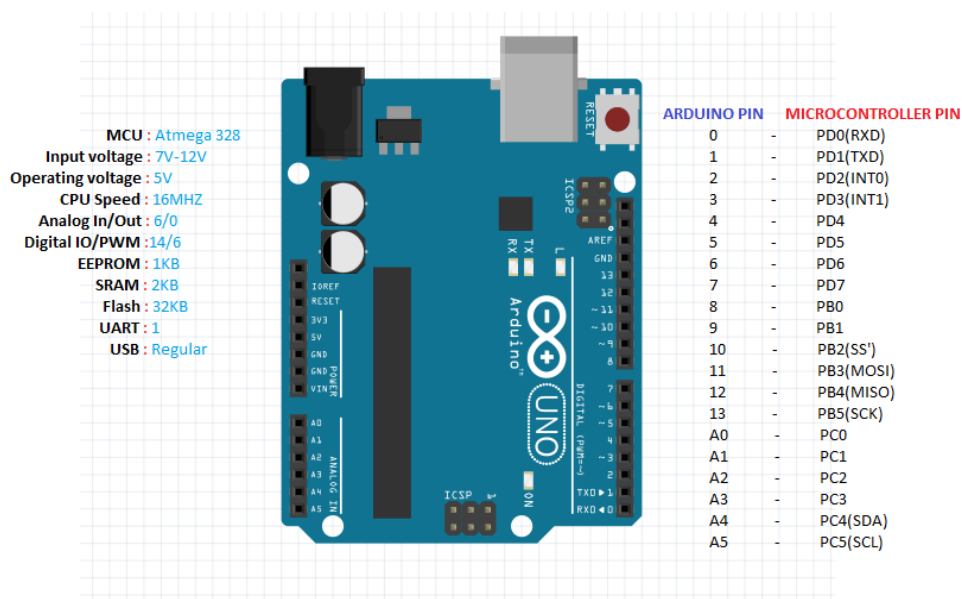 MCU : Atmega 328
Input voltage : 7V-12V
Operating voltage : 5V
CPU Speed : 16MHZ
Analog In/Out : 6/0
Digital IO/PWM :14/6
EEPROM : 1KB
SRAM : 2KB
Flash : 32KB
UART : 1
USB : Regular
RESET
ICSP2
AREF
GND
13
12
~11
~10
~9
8
7
~6
~5
4
~3
2
TXD▶1
RXD◀0
DIGITAL (PWM=~)
RX
TX
L
Arduino™
UNO
ON
ICSP
1
IOREF
RESET
3V3
5V
GND
GND
VIN
POWER
A0
A1
A2
A3
A4
A5
ANALOG IN
ARDUINO PIN MICROCONTROLLER PIN
0 - PD0(RXD)
1 - PD1(TXD)
2 - PD2(INT0)
3 - PD3(INT1)
4 - PD4
5 - PD5
6 - PD6
7 - PD7
8 - PB0
9 - PB1
10 - PB2(SS')
11 - PB3(MOSI)
12 - PB4(MISO)
13 - PB5(SCK)
A0 - PC0
A1 - PC1
A2 - PC2
A3 - PC3
A4 - PC4(SDA)
A5 - PC5(SCL)